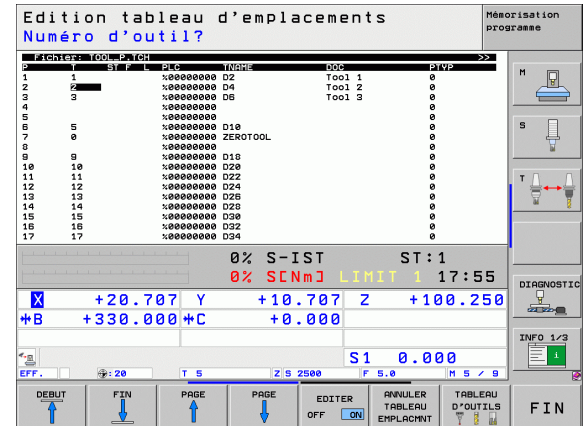 Edition tableau d'emplacements
Numéro d'outil?
Mémorisation
programme
Fichier: TOOL_P.TCH >>
P T ST F L PLC TNAME DOC PTYP
1 1 %00000000 D2 Tool 1 0
2 2 %00000000 D4 Tool 2 0
3 3 %00000000 D6 Tool 3 0
4 %00000000 0
5 %00000000 0
6 5 %00000000 D10 0
7 0 %00000000 ZEROTOOL 0
8 %00000000 0
9 9 %00000000 D18 0
10 10 %00000000 D20 0
11 11 %00000000 D22 0
12 12 %00000000 D24 0
13 13 %00000000 D26 0
14 14 %00000000 D28 0
15 15 %00000000 D30 0
16 16 %00000000 D32 0
17 17 %00000000 D34 0
0% S-IST ST:1
0% S[Nm] LIMIT 1 17:55
X +20.707 Y +10.707 Z +100.250
B +330.000 C +0.000
S1 0.000
EFF. :20 T 5 Z S 2500 F 5.0 M 5 / 9
M
S
T
DIAGNOSTIC
INFO 1/3
DEBUT
FIN
PAGE
PAGE
EDITER
OFF ON
ANNULER
TABLEAU
EMPLACMNT
TABLEAU
D'OUTILS
FIN